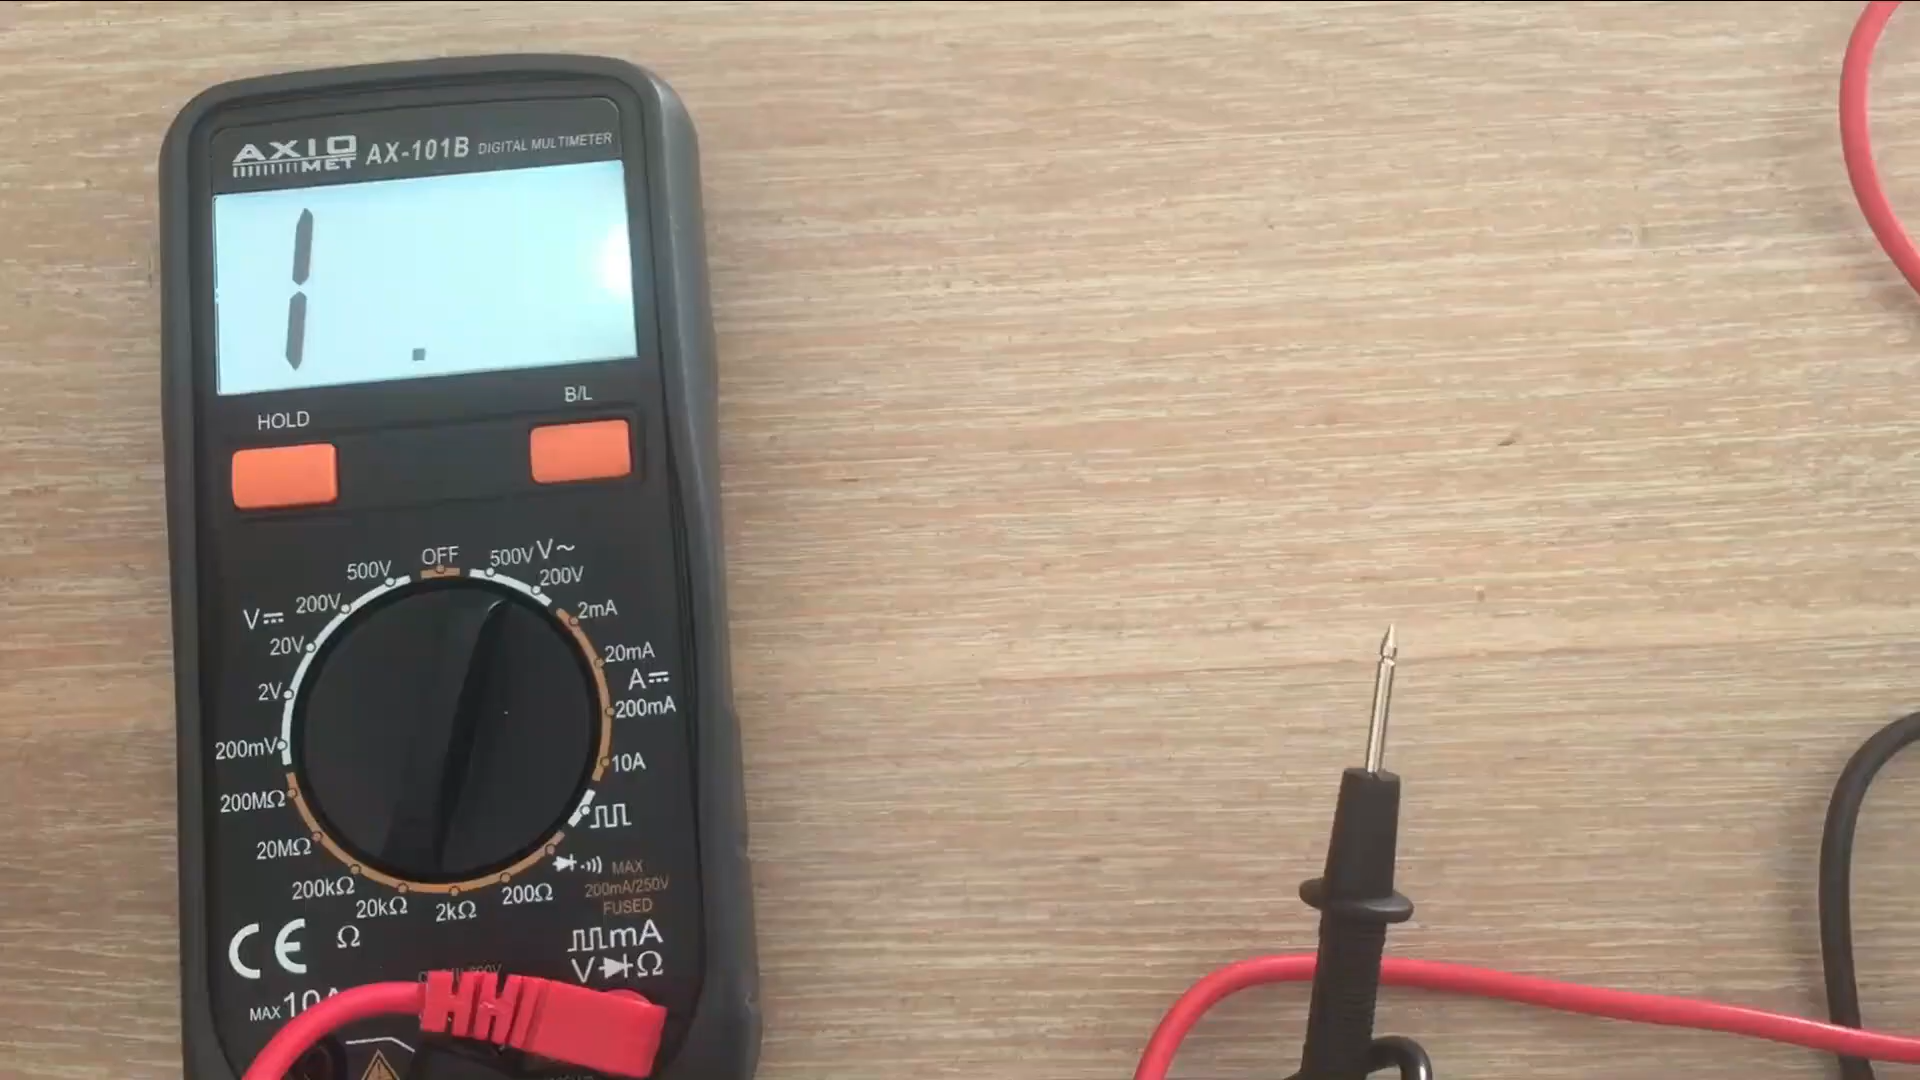 AXIO MET AX-101B DIGITAL MULTIMETER
1 .
B/L
HOLD
OFF
500V 500V V~
200V 200V
V⎓ 2mA
20V 20mA
A⎓
2V 200mA
200mV 10A
200MΩ
20MΩ MAX
200kΩ 200Ω 200mA/250V
20kΩ 2kΩ FUSED
CE Ω mA
V Ω
MAX 10A